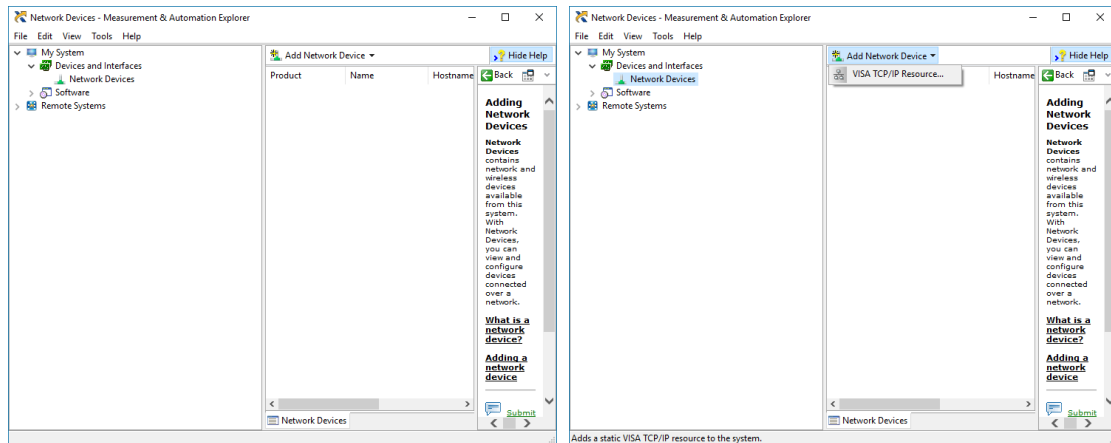 Network Devices - Measurement & Automation Explorer
File Edit View Tools Help
My System
Devices and Interfaces
Network Devices
Software
Remote Systems
Add Network Device
Hide Help
Product Name Hostname
Back
Adding
Network
Devices
Network
Devices
contains
network and
wireless
devices
available
from this
system.
With
Network
Devices,
you can
view and
configure
devices
connected
over a
network.
What is a
network
device?
Adding a
network
device
Submit
Network Devices
Network Devices - Measurement & Automation Explorer
File Edit View Tools Help
My System
Devices and Interfaces
Network Devices
Software
Remote Systems
Add Network Device
Hide Help
VISA TCP/IP Resource...
Hostname
Back
Adding
Network
Devices
Network
Devices
contains
network and
wireless
devices
available
from this
system.
With
Network
Devices,
you can
view and
configure
devices
connected
over a
network.
What is a
network
device?
Adding a
network
device
Submit
Network Devices
Adds a static VISA TCP/IP resource to the system.